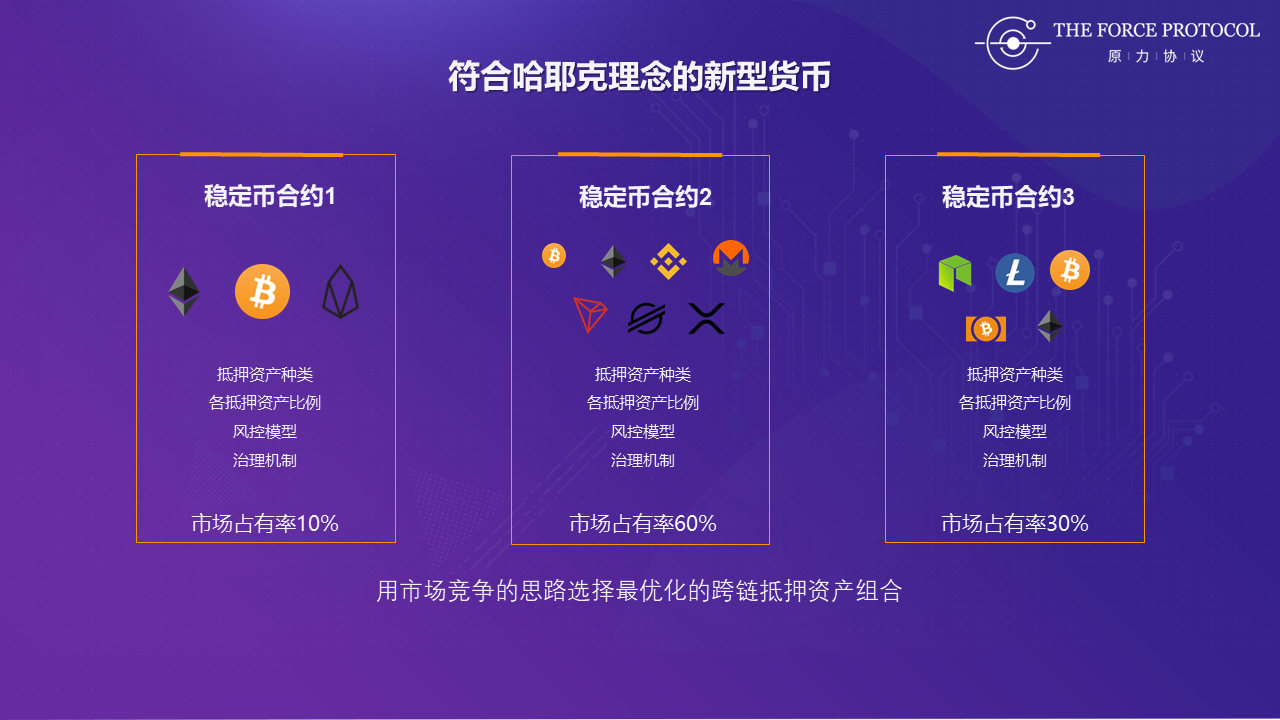 THE FORCE PROTOCOL
原力协议
符合哈耶克理念的新型货币
稳定币合约1
抵押资产种类
各抵押资产比例
风控模型
治理机制
市场占有率10%
稳定币合约2
抵押资产种类
各抵押资产比例
风控模型
治理机制
市场占有率60%
稳定币合约3
抵押资产种类
各抵押资产比例
风控模型
治理机制
市场占有率30%
用市场竞争的思路选择最优化的跨链抵押资产组合